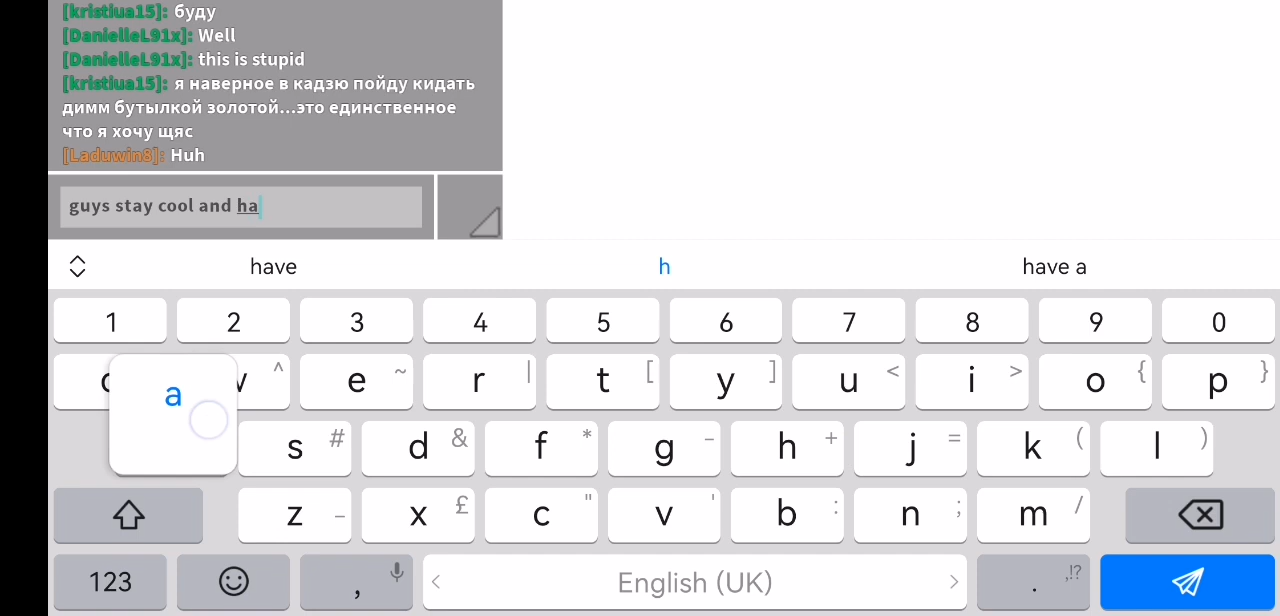 [kristiua15]: буду
[DanielleL91x]: Well
[DanielleL91x]: this is stupid
[kristiua15]: я наверное в кадзю пойду кидать
димм бутылкой золотой...это единственное
что я хочу щяс
[Laduwin8]: Huh
guys stay cool and ha
have h have a
1 2 3 4 5 6 7 8 9 0
^ e ~ r | t [ y ] u < i > o { p }
a s # d & f * g - h + j = k ( l )
z _ x £ c " v ' b : n ; m /
123 , < English (UK) > . ,!?